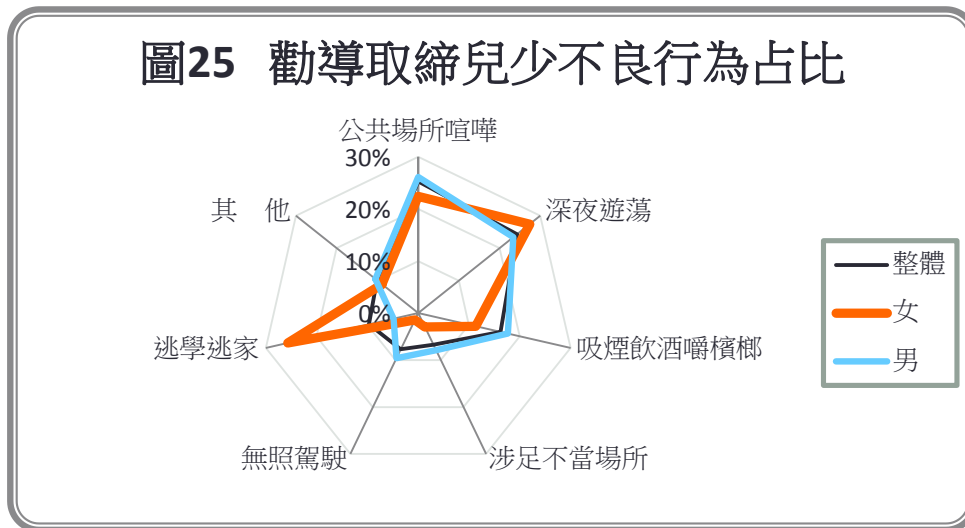 圖25 勸導取締兒少不良行為占比
公共場所喧嘩
30%
20%
10%
0%
深夜遊蕩
吸煙飲酒嚼檳榔
涉足不當場所
無照駕駛
逃學逃家
其　他
整體
女
男